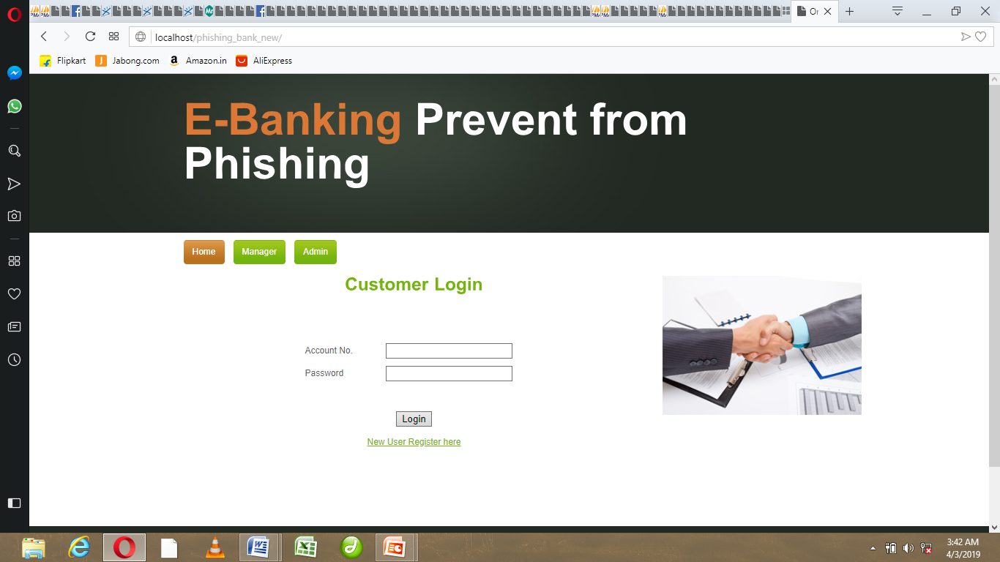 Or
localhost/phishing_bank_new/
Flipkart
Jabong.com
Amazon.in
AliExpress
E-Banking Prevent from
Phishing
Home
Manager
Admin
Customer Login
Account No.
Password
Login
New User Register here
3:42 AM
4/3/2019